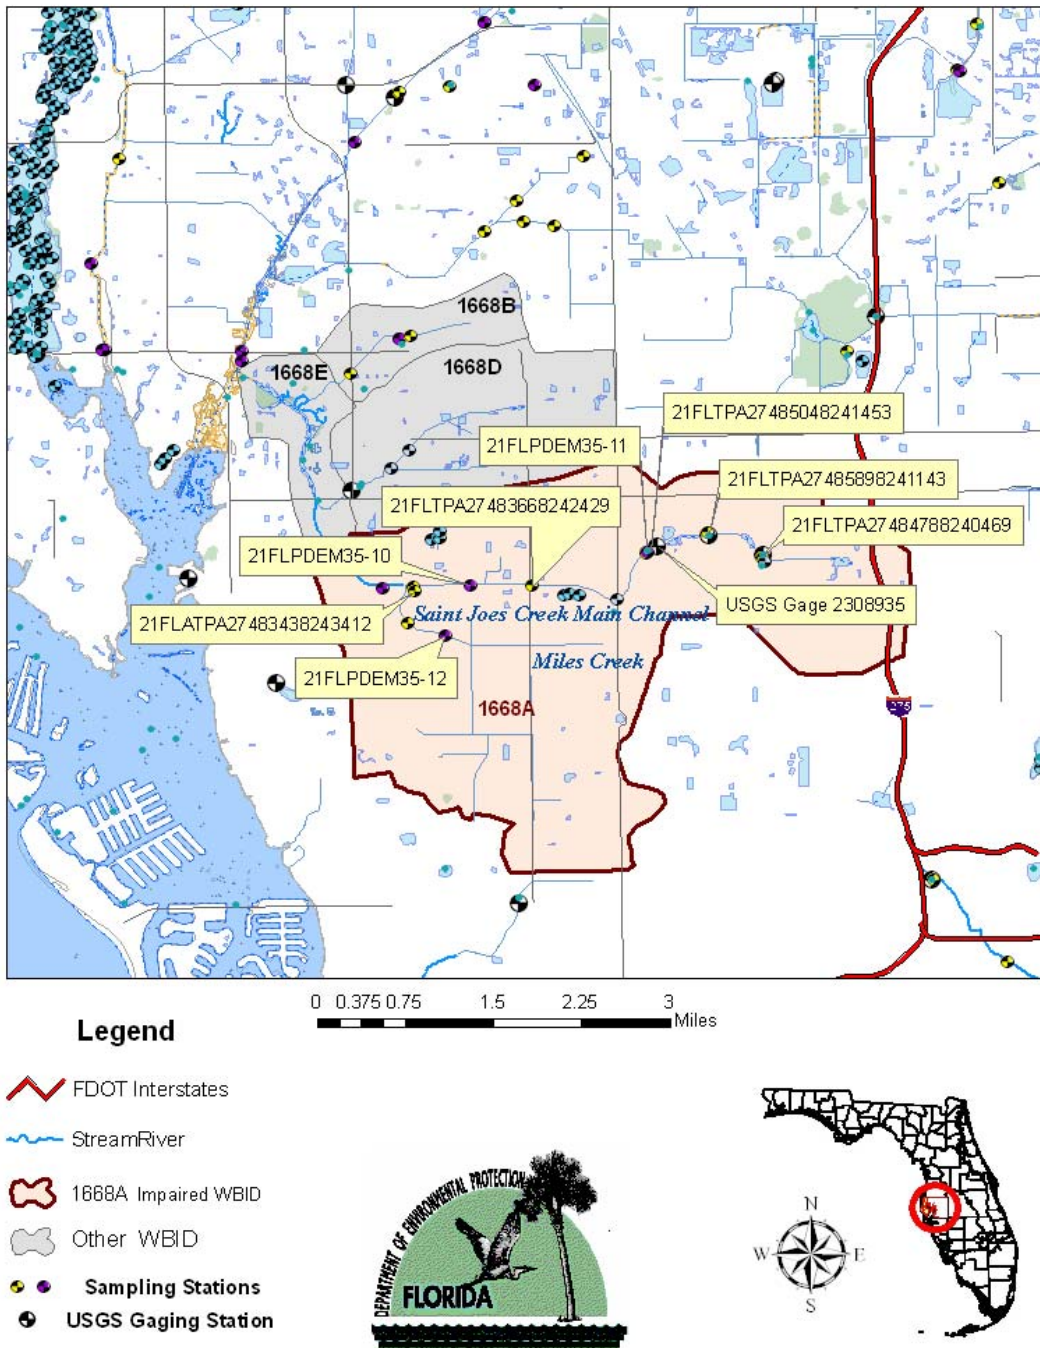 1668B
1668E
1668D
21FLTPA27485048241453
21FLPDEM35-11
21FLTPA27485898241143
21FLTPA27483668242429
21FLTPA27484788240469
21FLPDEM35-10
USGS Gage 2308935
21FLATPA27483438243412
Saint Joes Creek Main Channel
Miles Creek
21FLPDEM35-12
1668A
275
0 0.375 0.75 1.5 2.25 3
Miles
Legend
FDOT Interstates
StreamRiver
1668A Impaired WBID
Other WBID
Sampling Stations
USGS Gaging Station
DEPARTMENT OF ENVIRONMENTAL PROTECTION
FLORIDA
N
W E
S